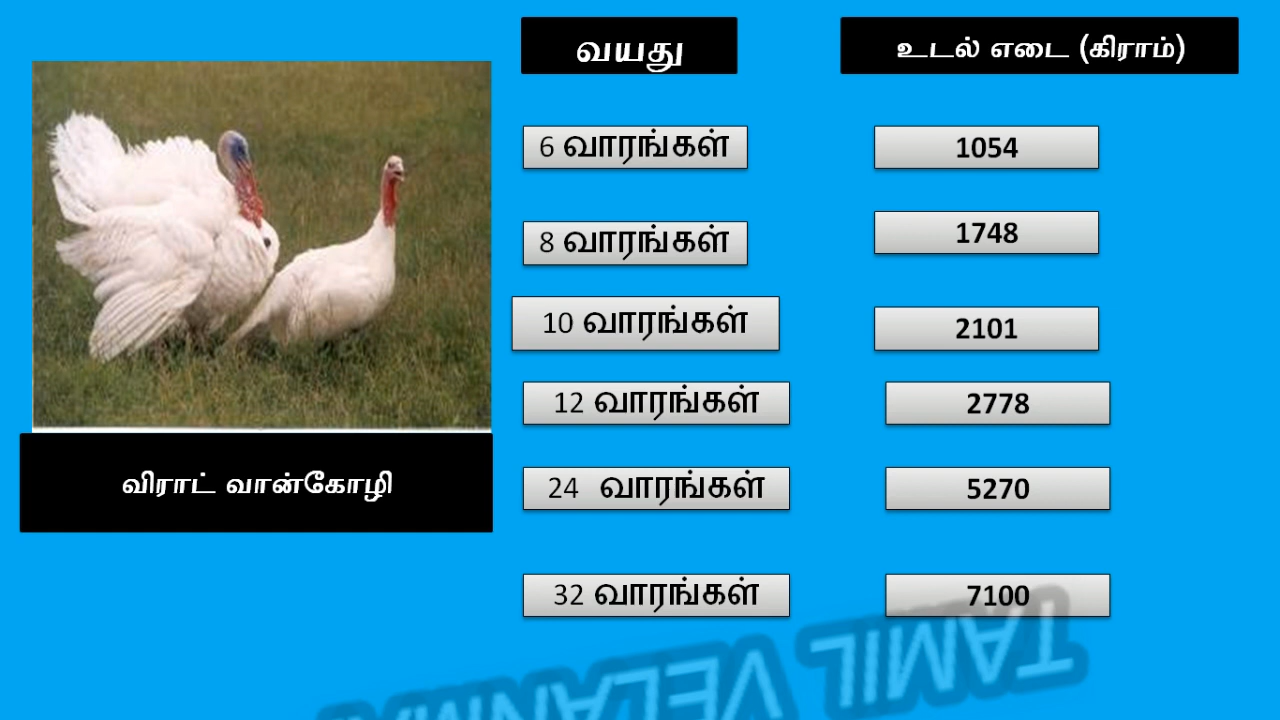 வயது உடல் எடை (கிராம்)
6 வாரங்கள் 1054
8 வாரங்கள் 1748
10 வாரங்கள் 2101
12 வாரங்கள் 2778
24 வாரங்கள் 5270
32 வாரங்கள் 7100
விராட் வான்கோழி
TAMIL